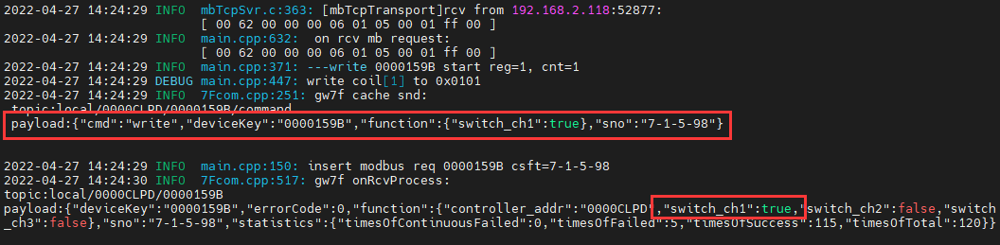 2022-04-27 14:24:29 INFO  mbTcpSvr.c:363: [mbTcpTransport]rcv from 192.168.2.118:52877:
[ 00 62 00 00 00 06 01 05 00 01 ff 00 ]
2022-04-27 14:24:29 INFO  main.cpp:632:  on rcv mb request:
[ 00 62 00 00 00 06 01 05 00 01 ff 00 ]
2022-04-27 14:24:29 INFO  main.cpp:371: ---write 0000159B start reg=1, cnt=1
2022-04-27 14:24:29 DEBUG main.cpp:447: write coil[1] to 0x0101
2022-04-27 14:24:29 INFO  7Fcom.cpp:251: gw7f cache snd:
topic:local/0000CLPD/0000159B/command
payload:{"cmd":"write","deviceKey":"0000159B","function":{"switch_ch1":true},"sno":"7-1-5-98"}
2022-04-27 14:24:29 INFO  main.cpp:150: insert modbus req 0000159B csft=7-1-5-98
2022-04-27 14:24:30 INFO  7Fcom.cpp:517: gw7f onRcvProcess:
topic:local/0000CLPD/0000159B
payload:{"deviceKey":"0000159B","errorCode":0,"function":{"controller_addr":"0000CLPD","switch_ch1":true,"switch_ch2":false,"switch
_ch3":false},"sno":"7-1-5-98","statistics":{"timesOfContinuousFailed":0,"timesOfFailed":5,"timesOfSuccess":115,"timesOfTotal":120}}